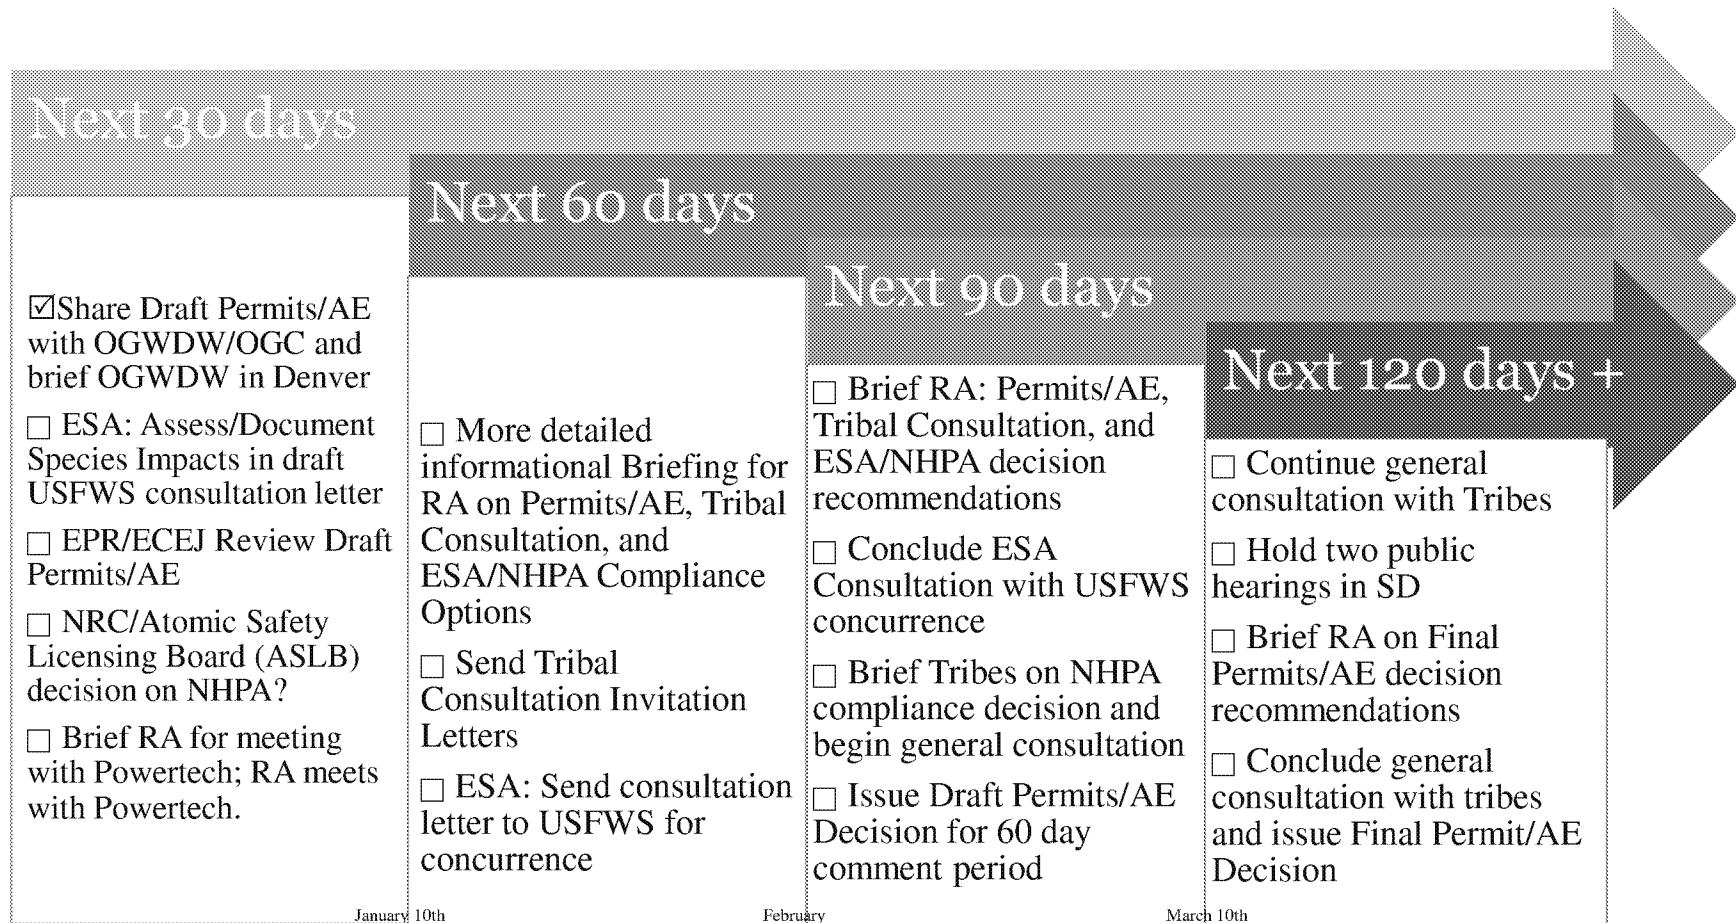 Next 30 days
☑Share Draft Permits/AE
with OGWDW/OGC and
brief OGWDW in Denver
☐ ESA: Assess/Document
Species Impacts in draft
USFWS consultation letter
☐ EPR/ECEJ Review Draft
Permits/AE
☐ NRC/Atomic Safety
Licensing Board (ASLB)
decision on NHPA?
☐ Brief RA for meeting
with Powertech; RA meets
with Powertech.
Next 60 days
☐ More detailed
informational Briefing for
RA on Permits/AE, Tribal
Consultation, and
ESA/NHPA Compliance
Options
☐ Send Tribal
Consultation Invitation
Letters
☐ ESA: Send consultation
letter to USFWS for
concurrence
Next 90 days
☐ Brief RA: Permits/AE,
Tribal Consultation, and
ESA/NHPA decision
recommendations
☐ Conclude ESA
Consultation with USFWS
concurrence
☐ Brief Tribes on NHPA
compliance decision and
begin general consultation
☐ Issue Draft Permits/AE
Decision for 60 day
comment period
Next 120 days +
☐ Continue general
consultation with Tribes
☐ Hold two public
hearings in SD
☐ Brief RA on Final
Permits/AE decision
recommendations
☐ Conclude general
consultation with tribes
and issue Final Permit/AE
Decision
January 10th
February
March 10th